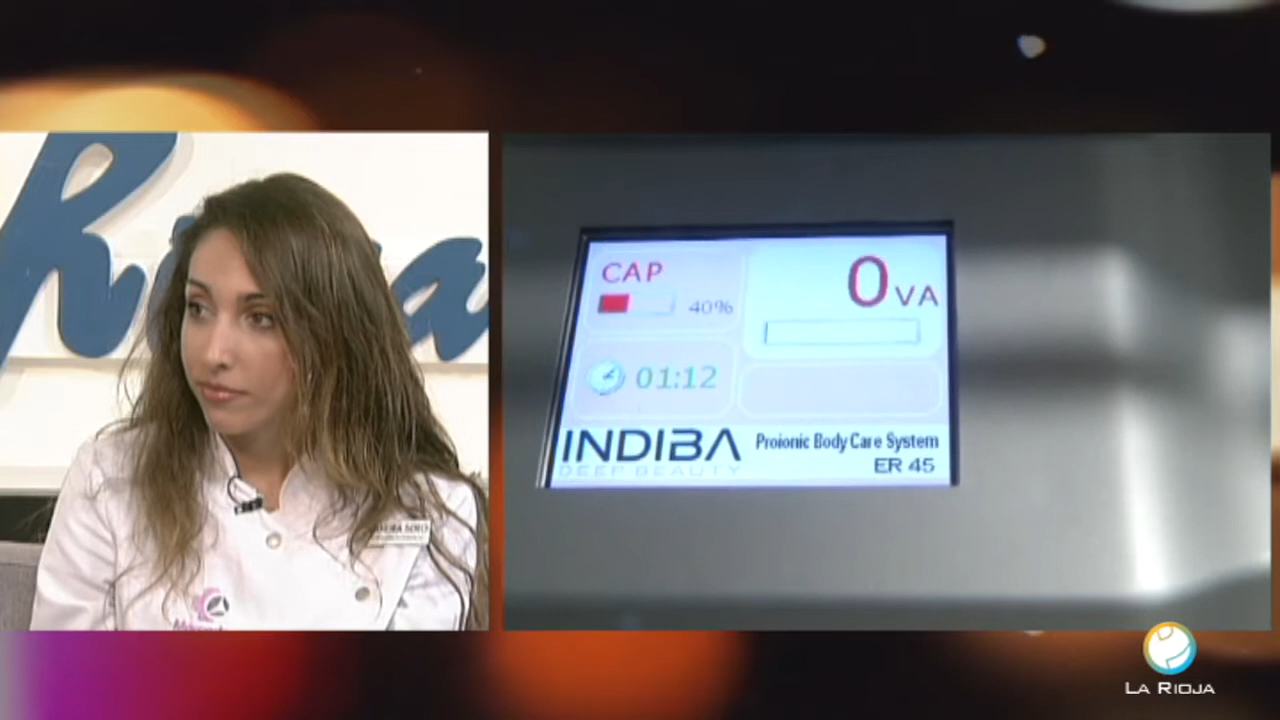 CAP
40%
0 VA
01:12
INDIBA
DEEP BEAUTY
Proionic Body Care System
ER 45
LA RIOJA